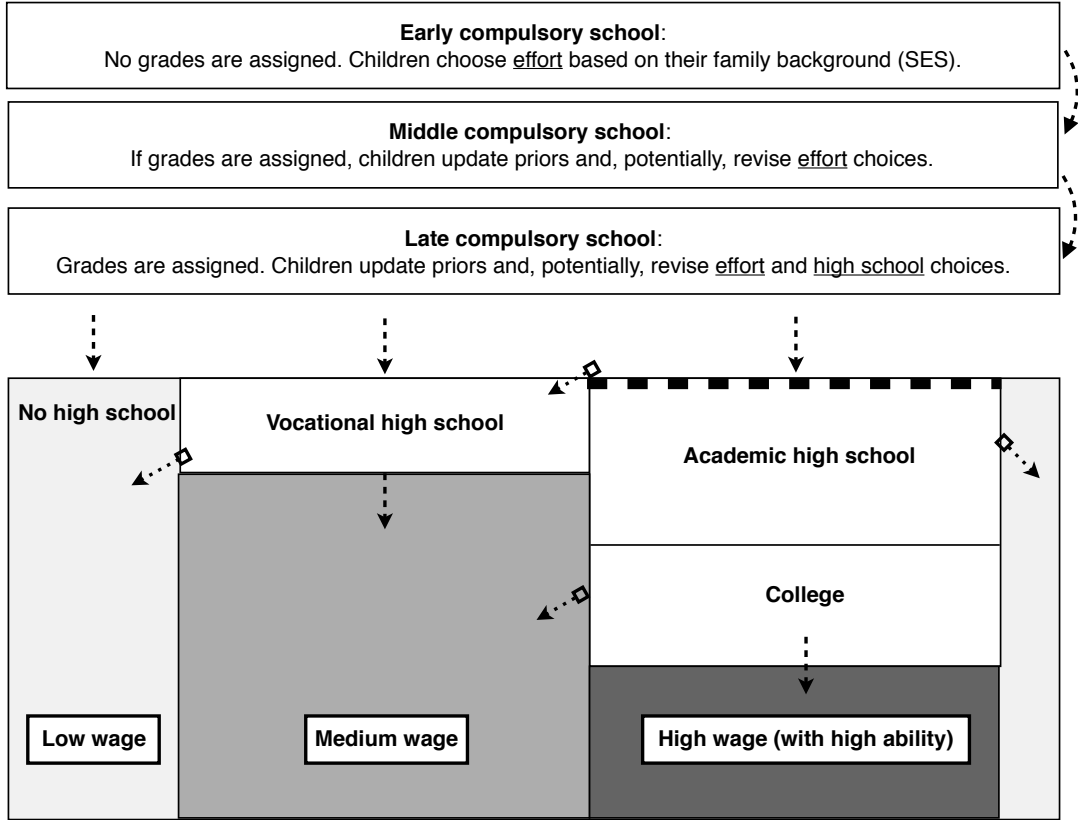 Early compulsory school:
No grades are assigned. Children choose effort based on their family background (SES).
Middle compulsory school:
If grades are assigned, children update priors and, potentially, revise effort choices.
Late compulsory school:
Grades are assigned. Children update priors and, potentially, revise effort and high school choices.
No high school
Vocational high school
Academic high school
College
Low wage
Medium wage
High wage (with high ability)